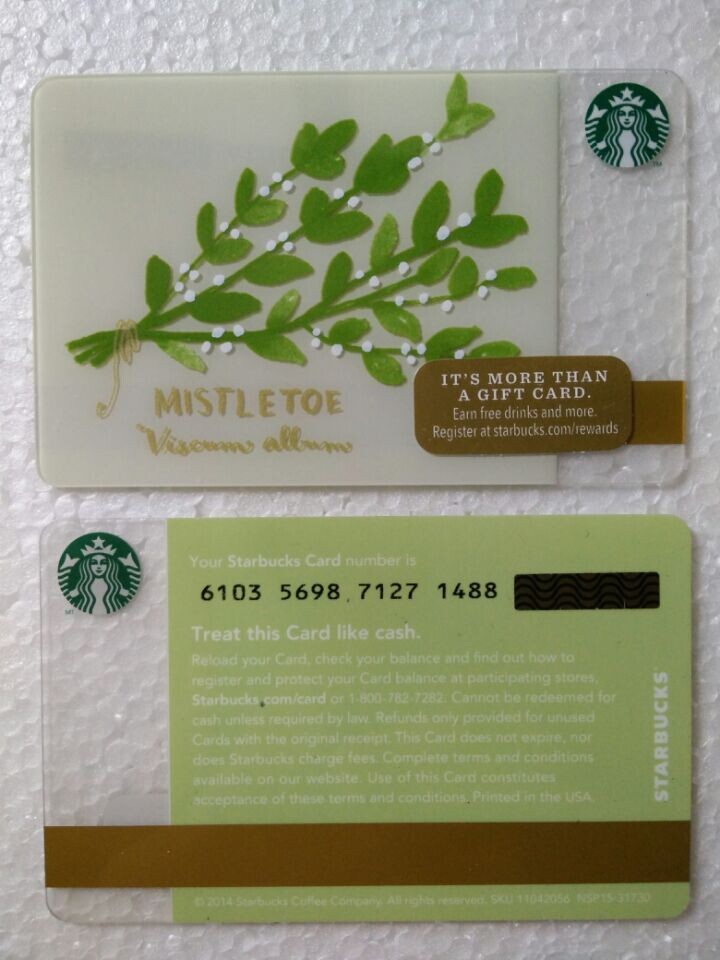 TM
MISTLETOE
Viscum album
IT'S MORE THAN
A GIFT CARD.
Earn free drinks and more.
Register at starbucks.com/rewards
Your Starbucks Card number is
6103 5698 7127 1488
Treat this Card like cash.
Reload your Card, check your balance and find out how to
register and protect your Card balance at participating stores,
Starbucks.com/card or 1-800-782-7282. Cannot be redeemed for
cash unless required by law. Refunds only provided for unused
Cards with the original receipt. This Card does not expire, nor
does Starbucks charge fees. Complete terms and conditions
available on our website. Use of this Card constitutes
acceptance of these terms and conditions. Printed in the USA.
STARBUCKS
© 2014 Starbucks Coffee Company. All rights reserved. SKU 11042056 NSP15-31730